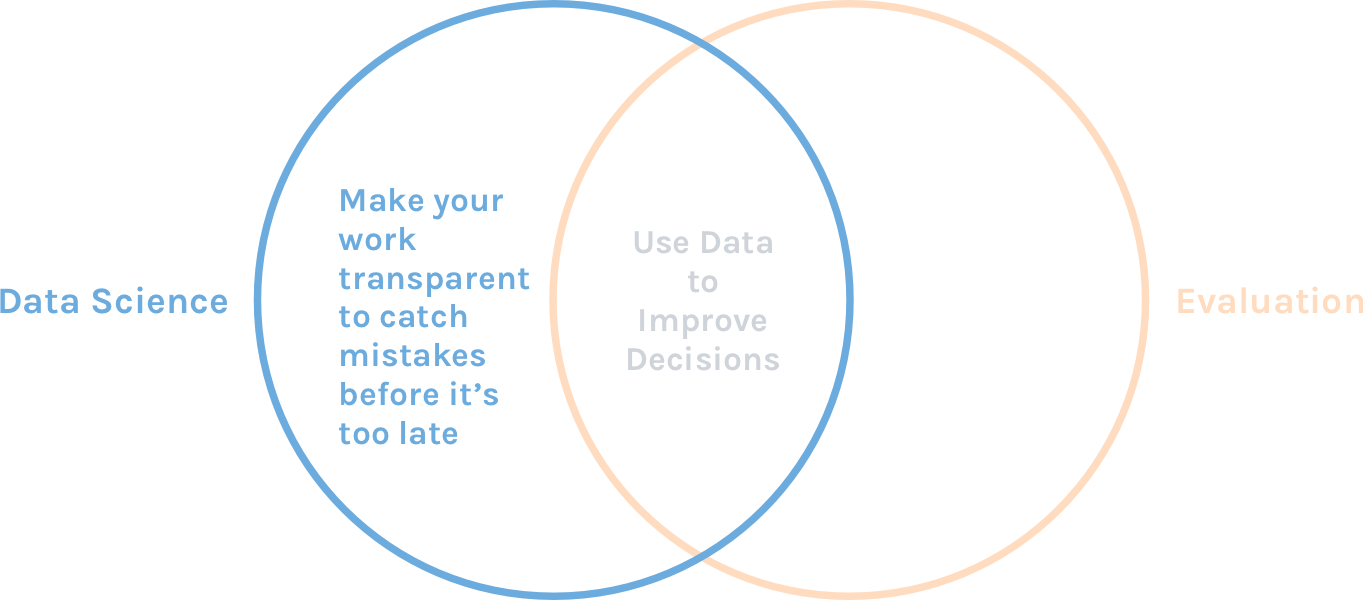 Data Science
Make your
work
transparent
to catch
mistakes
before it’s
too late
Use Data
to
Improve
Decisions
Evaluation